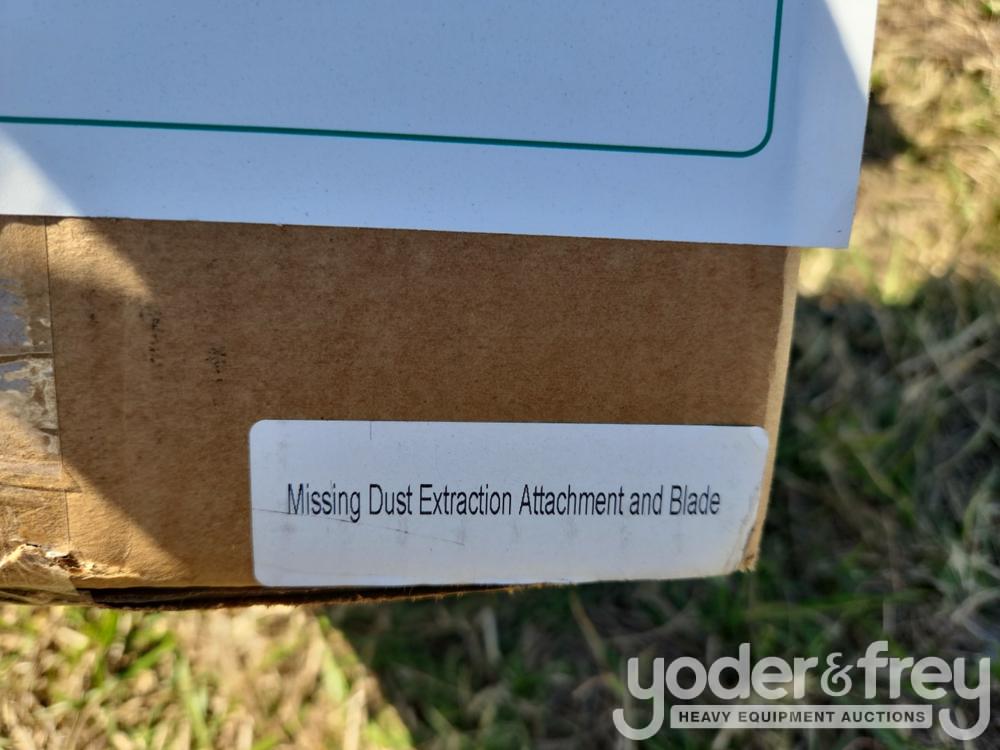 Missing Dust Extraction Attachment and Blade
yoder&frey
HEAVY EQUIPMENT AUCTIONS